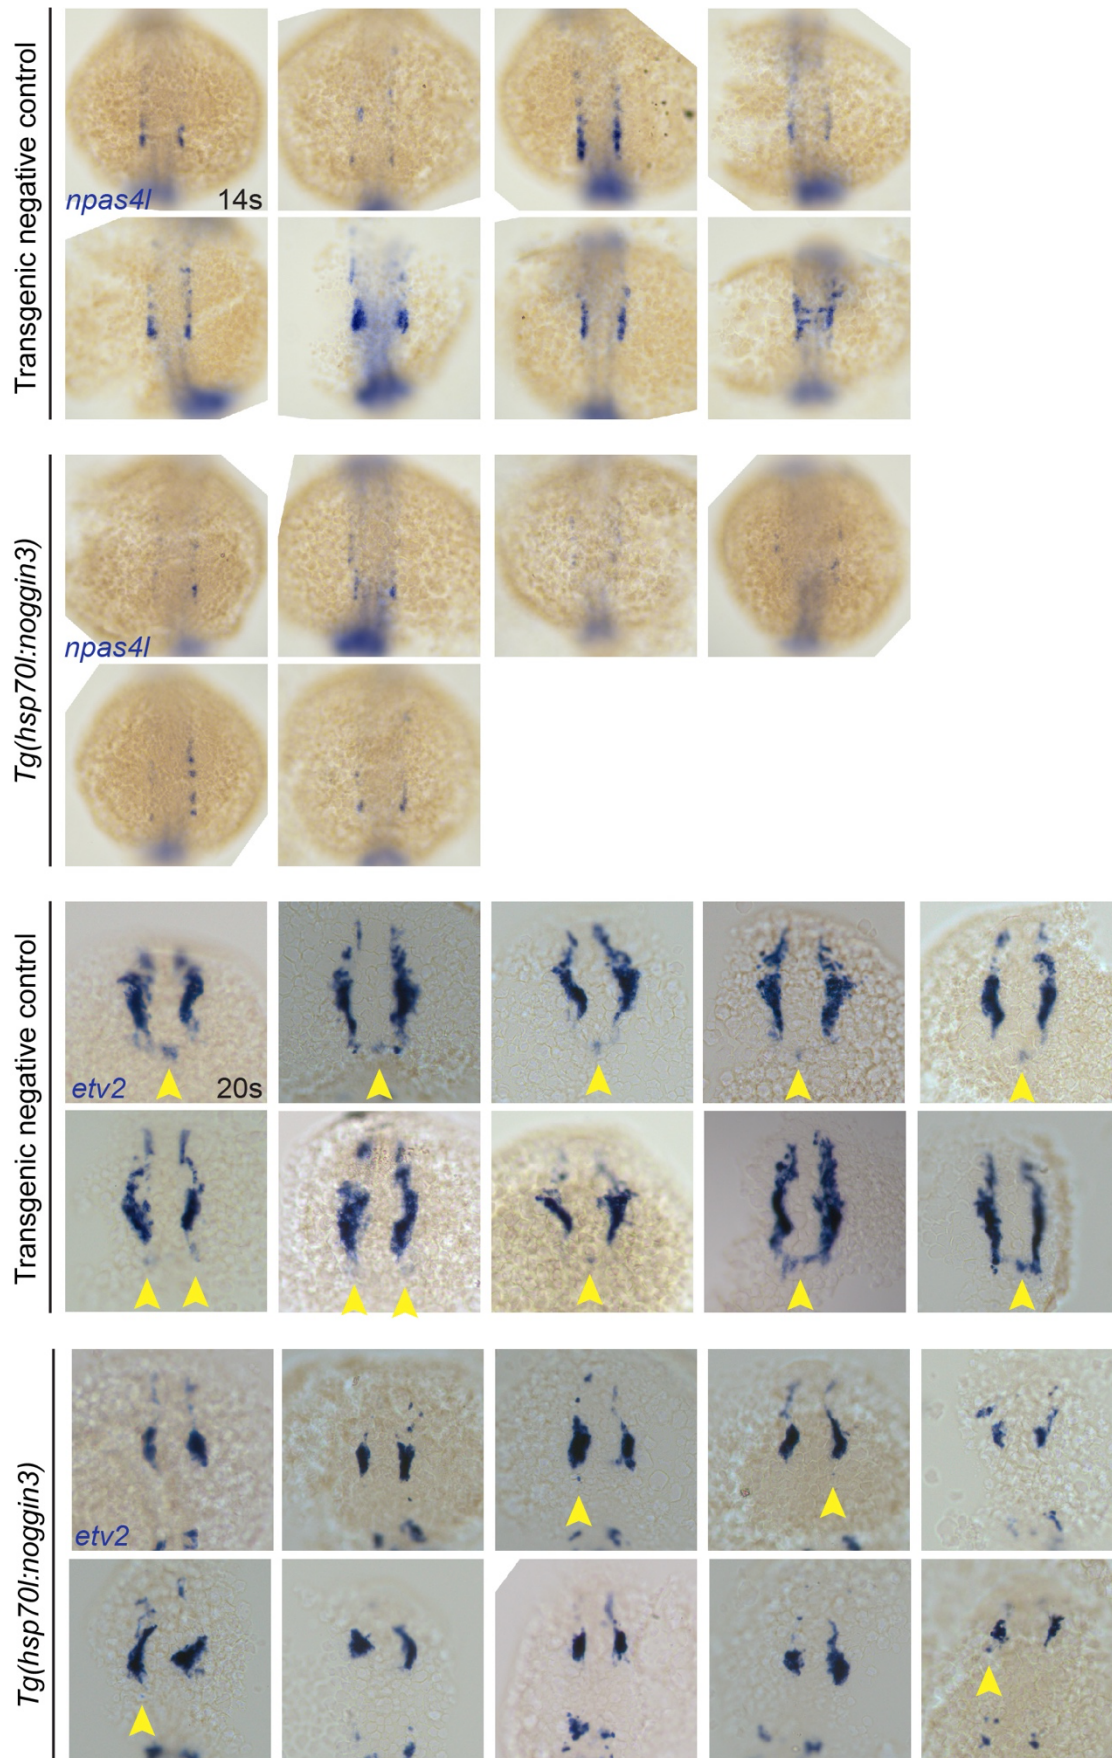 Transgenic negative control
npas4l
14s
Tg(hsp70l:noggin3)
npas4l
Transgenic negative control
etv2
20s
Tg(hsp70l:noggin3)
etv2